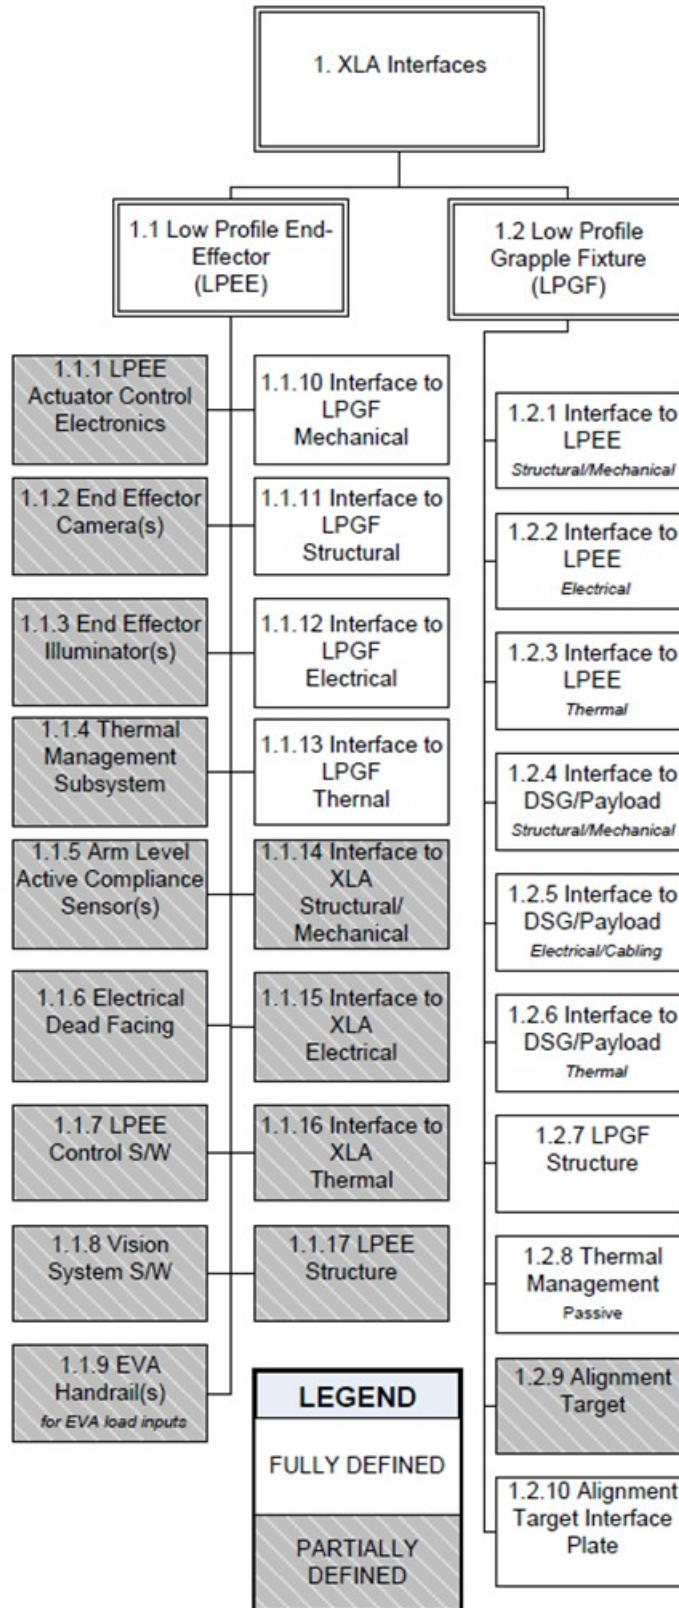 1. XLA Interfaces
1.1 Low Profile End-
Effector
(LPEE)
1.2 Low Profile
Grapple Fixture
(LPGF)
1.1.1 LPEE
Actuator Control
Electronics
1.1.2 End Effector
Camera(s)
1.1.3 End Effector
Illuminator(s)
1.1.4 Thermal
Management
Subsystem
1.1.5 Arm Level
Active Compliance
Sensor(s)
1.1.6 Electrical
Dead Facing
1.1.7 LPEE
Control S/W
1.1.8 Vision
System S/W
1.1.9 EVA
Handrail(s)
for EVA load inputs
1.1.10 Interface to
LPGF
Mechanical
1.1.11 Interface to
LPGF
Structural
1.1.12 Interface to
LPGF
Electrical
1.1.13 Interface to
LPGF
Thernal
1.1.14 Interface to
XLA
Structural/
Mechanical
1.1.15 Interface to
XLA
Electrical
1.1.16 Interface to
XLA
Thermal
1.1.17 LPEE
Structure
1.2.1 Interface to
LPEE
Structural/Mechanical
1.2.2 Interface to
LPEE
Electrical
1.2.3 Interface to
LPEE
Thermal
1.2.4 Interface to
DSG/Payload
Structural/Mechanical
1.2.5 Interface to
DSG/Payload
Electrical/Cabling
1.2.6 Interface to
DSG/Payload
Thermal
1.2.7 LPGF
Structure
1.2.8 Thermal
Management
Passive
1.2.9 Alignment
Target
1.2.10 Alignment
Target Interface
Plate
LEGEND
FULLY DEFINED
PARTIALLY
DEFINED